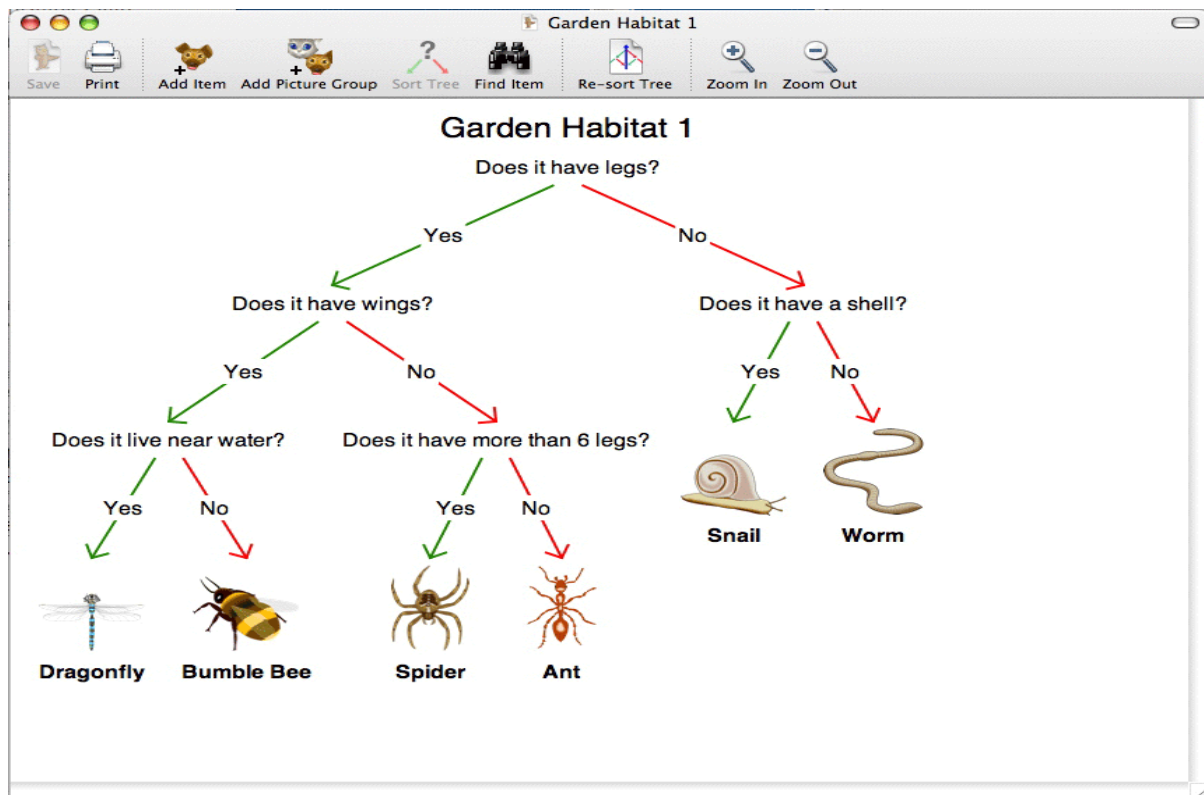 Garden Habitat 1
Save Print Add Item Add Picture Group Sort Tree Find Item Re-sort Tree Zoom In Zoom Out
Garden Habitat 1
Does it have legs?
Yes No
Does it have wings? Does it have a shell?
Yes No Yes No
Does it live near water? Does it have more than 6 legs?
Yes No Yes No
Snail Worm
Dragonfly Bumble Bee Spider Ant